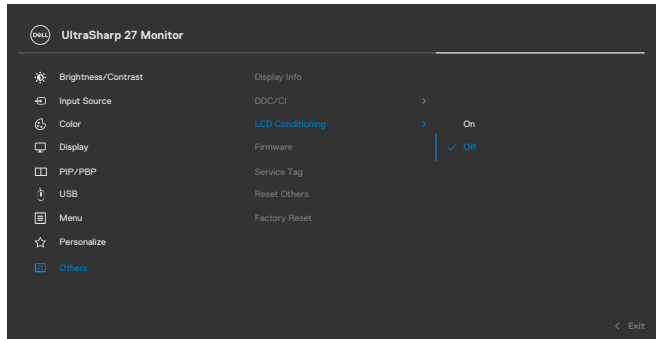 DELL UltraSharp 27 Monitor
Brightness/Contrast
Input Source
Color
Display
PIP/PBP
USB
Menu
Personalize
Others
Display Info
DDC/CI >
LCD Conditioning >
Firmware
Service Tag
Reset Others
Factory Reset
On
✓ Off
< Exit